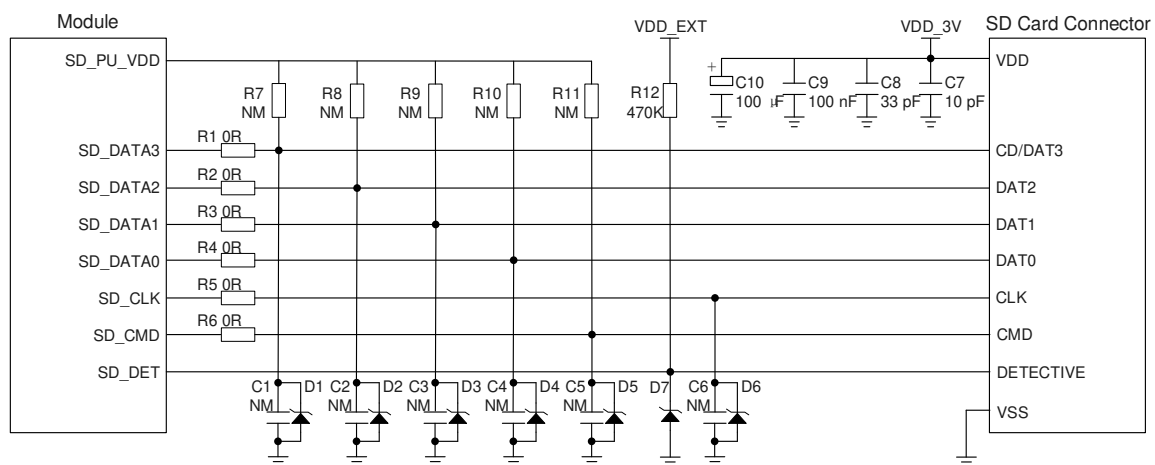 Module
VDD_EXT
VDD_3V
SD Card Connector
SD_PU_VDD
VDD
R7
NM
R8
NM
R9
NM
R10
NM
R11
NM
R12
470K
+
C10
100 µF
C9
100 nF
C8
33 pF
C7
10 pF
R1 0R
SD_DATA3
CD/DAT3
R2 0R
SD_DATA2
DAT2
R3 0R
SD_DATA1
DAT1
R4 0R
SD_DATA0
DAT0
R5 0R
SD_CLK
CLK
R6 0R
SD_CMD
CMD
SD_DET
DETECTIVE
C1
NM
D1
C2
NM
D2
C3
NM
D3
C4
NM
D4
C5
NM
D5
D7
C6
NM
D6
VSS